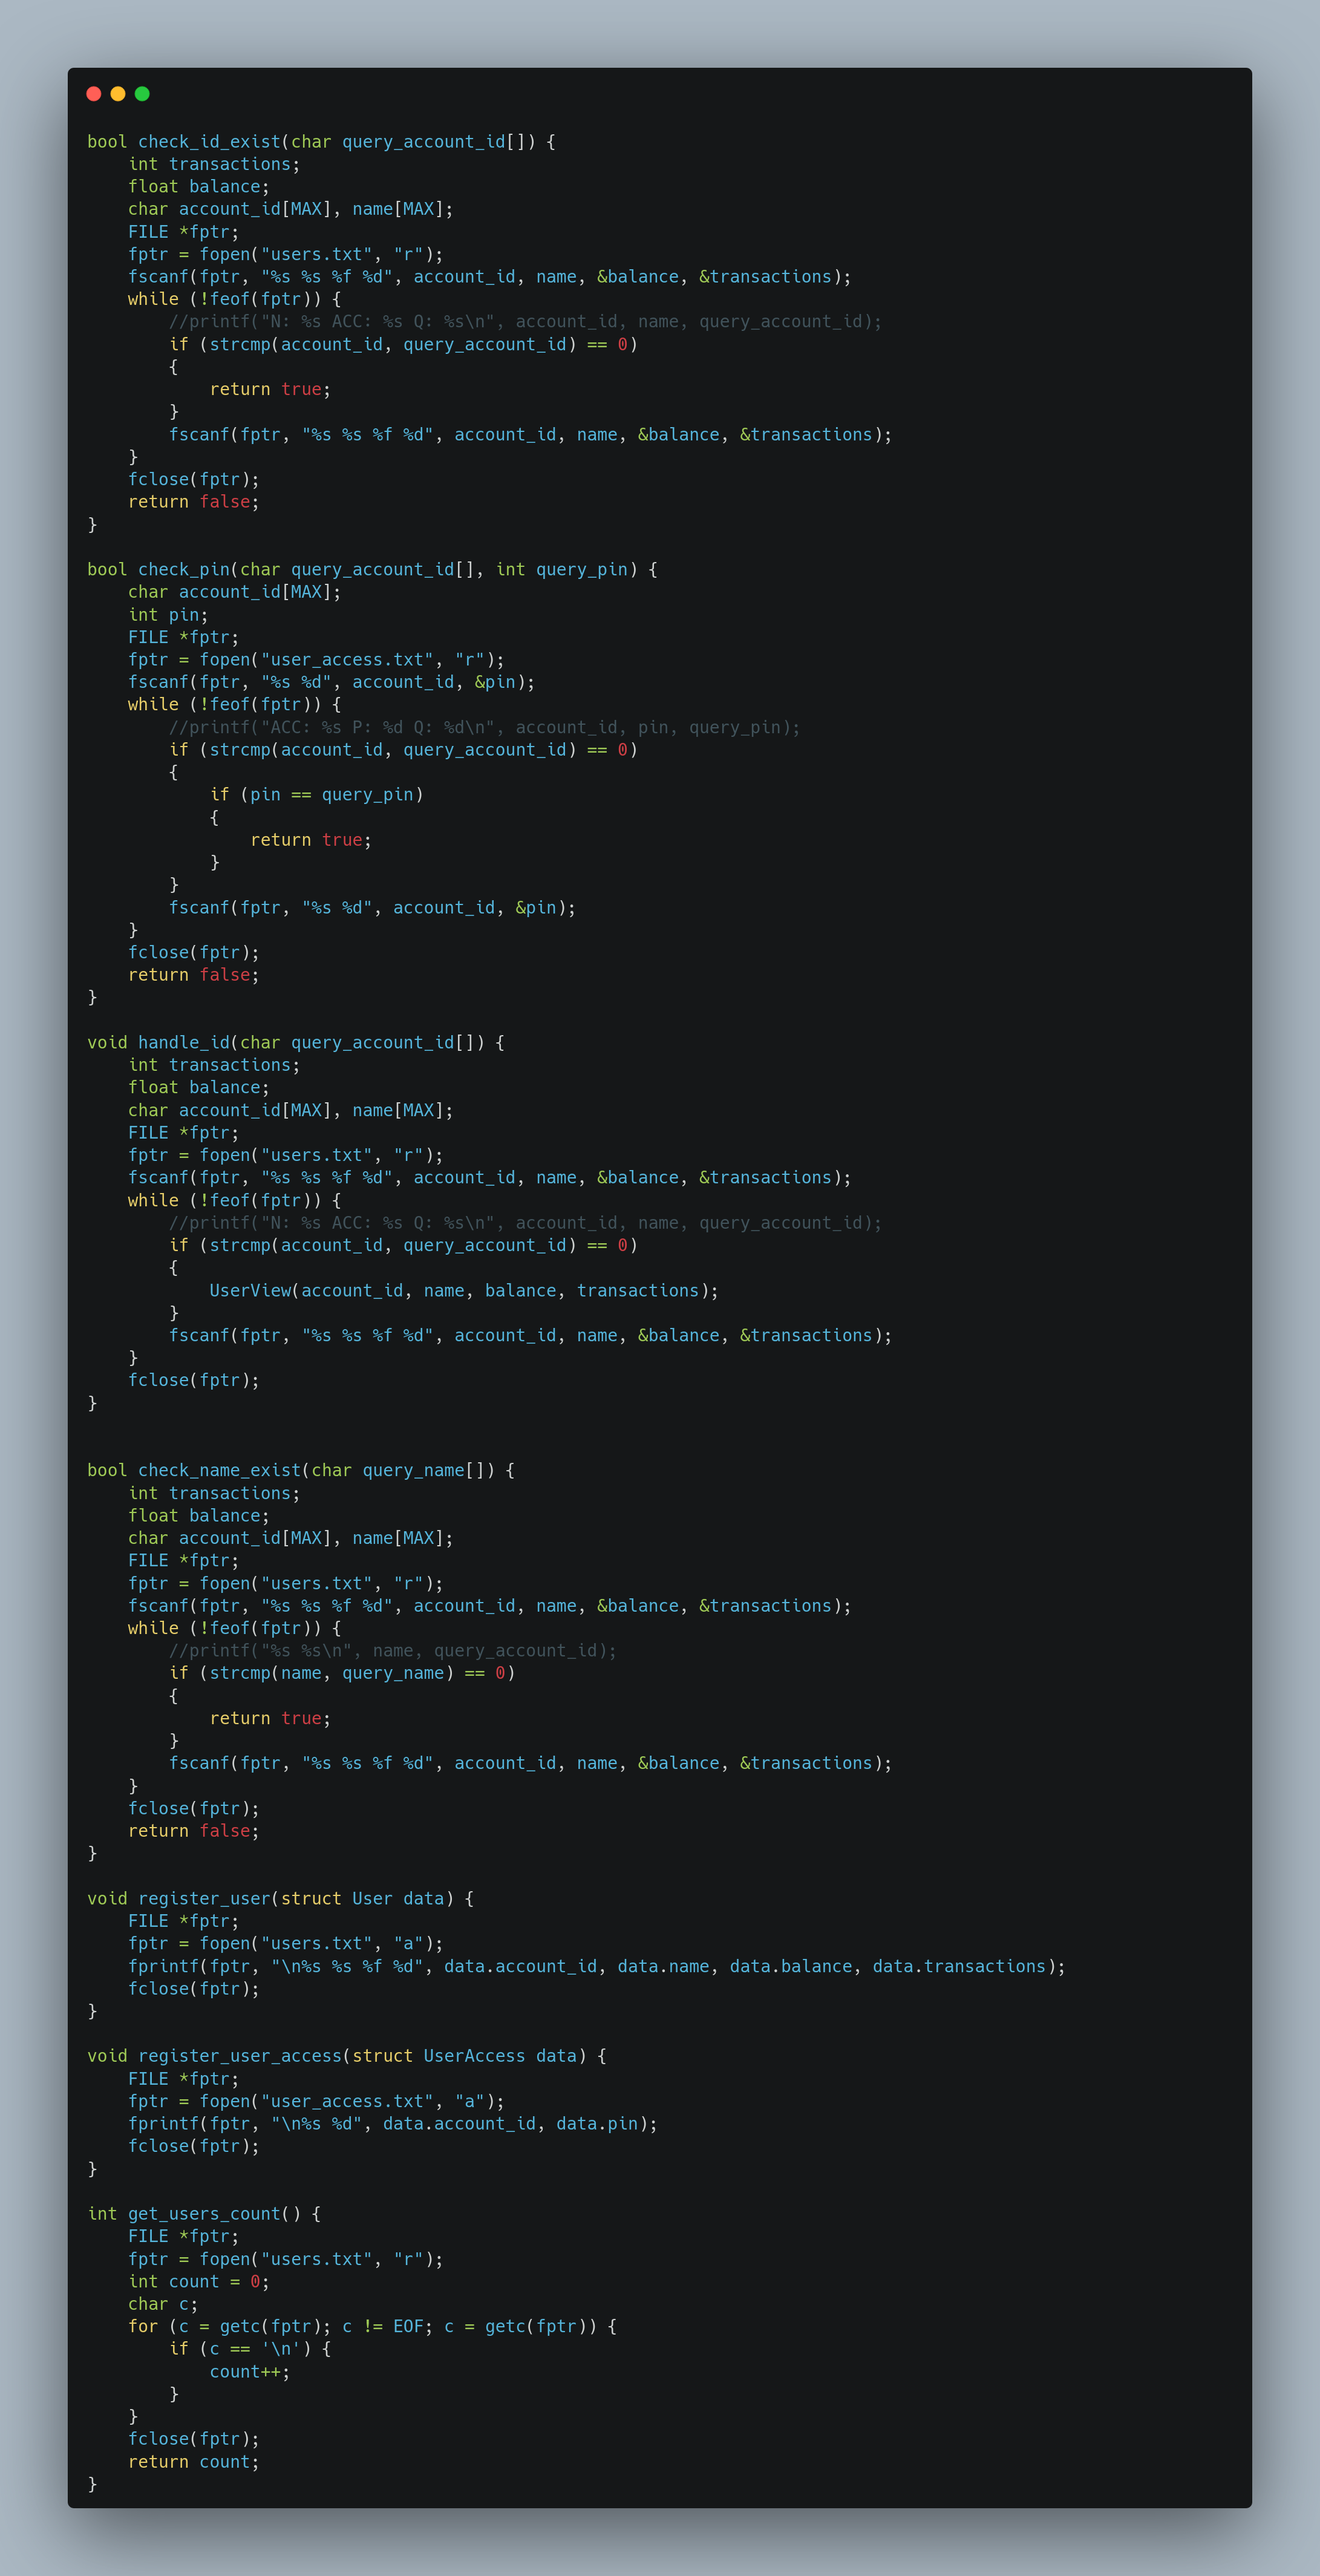 bool check_id_exist(char query_account_id[]) {
    int transactions;
    float balance;
    char account_id[MAX], name[MAX];
    FILE *fptr;
    fptr = fopen("users.txt", "r");
    fscanf(fptr, "%s %s %f %d", account_id, name, &balance, &transactions);
    while (!feof(fptr)) {
        //printf("N: %s ACC: %s Q: %s\n", account_id, name, query_account_id);
        if (strcmp(account_id, query_account_id) == 0)
        {
            return true;
        }
        fscanf(fptr, "%s %s %f %d", account_id, name, &balance, &transactions);
    }
    fclose(fptr);
    return false;
}

bool check_pin(char query_account_id[], int query_pin) {
    char account_id[MAX];
    int pin;
    FILE *fptr;
    fptr = fopen("user_access.txt", "r");
    fscanf(fptr, "%s %d", account_id, &pin);
    while (!feof(fptr)) {
        //printf("ACC: %s P: %d Q: %d\n", account_id, pin, query_pin);
        if (strcmp(account_id, query_account_id) == 0)
        {
            if (pin == query_pin)
            {
                return true;
            }
        }
        fscanf(fptr, "%s %d", account_id, &pin);
    }
    fclose(fptr);
    return false;
}

void handle_id(char query_account_id[]) {
    int transactions;
    float balance;
    char account_id[MAX], name[MAX];
    FILE *fptr;
    fptr = fopen("users.txt", "r");
    fscanf(fptr, "%s %s %f %d", account_id, name, &balance, &transactions);
    while (!feof(fptr)) {
        //printf("N: %s ACC: %s Q: %s\n", account_id, name, query_account_id);
        if (strcmp(account_id, query_account_id) == 0)
        {
            UserView(account_id, name, balance, transactions);
        }
        fscanf(fptr, "%s %s %f %d", account_id, name, &balance, &transactions);
    }
    fclose(fptr);
}


bool check_name_exist(char query_name[]) {
    int transactions;
    float balance;
    char account_id[MAX], name[MAX];
    FILE *fptr;
    fptr = fopen("users.txt", "r");
    fscanf(fptr, "%s %s %f %d", account_id, name, &balance, &transactions);
    while (!feof(fptr)) {
        //printf("%s %s\n", name, query_account_id);
        if (strcmp(name, query_name) == 0)
        {
            return true;
        }
        fscanf(fptr, "%s %s %f %d", account_id, name, &balance, &transactions);
    }
    fclose(fptr);
    return false;
}

void register_user(struct User data) {
    FILE *fptr;
    fptr = fopen("users.txt", "a");
    fprintf(fptr, "\n%s %s %f %d", data.account_id, data.name, data.balance, data.transactions);
    fclose(fptr);
}

void register_user_access(struct UserAccess data) {
    FILE *fptr;
    fptr = fopen("user_access.txt", "a");
    fprintf(fptr, "\n%s %d", data.account_id, data.pin);
    fclose(fptr);
}

int get_users_count() {
    FILE *fptr;
    fptr = fopen("users.txt", "r");
    int count = 0;
    char c;
    for (c = getc(fptr); c != EOF; c = getc(fptr)) {
        if (c == '\n') {
            count++;
        }
    }
    fclose(fptr);
    return count;
}